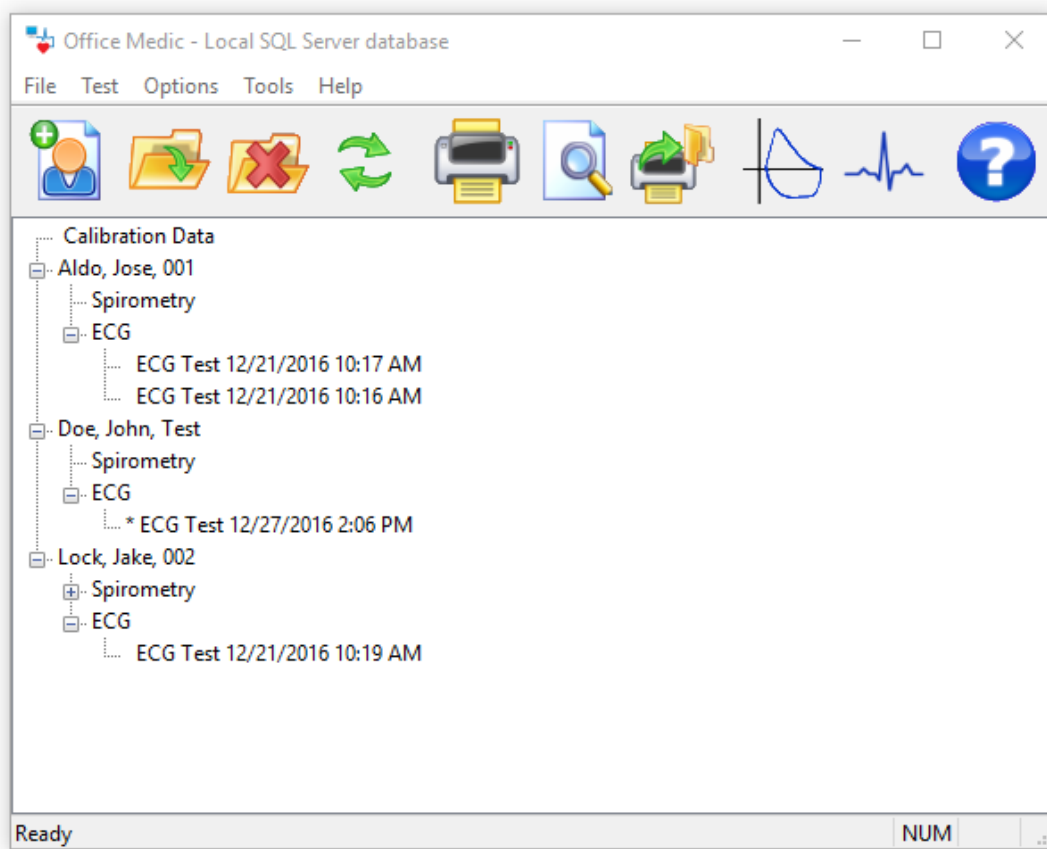 Office Medic - Local SQL Server database
File Test Options Tools Help
Calibration Data
Aldo, Jose, 001
Spirometry
ECG
ECG Test 12/21/2016 10:17 AM
ECG Test 12/21/2016 10:16 AM
Doe, John, Test
Spirometry
ECG
* ECG Test 12/27/2016 2:06 PM
Lock, Jake, 002
Spirometry
ECG
ECG Test 12/21/2016 10:19 AM
Ready NUM